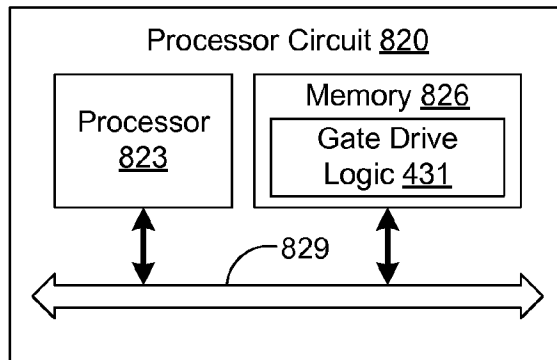 Processor Circuit 820
Processor
823
Memory 826
Gate Drive
Logic 431
829